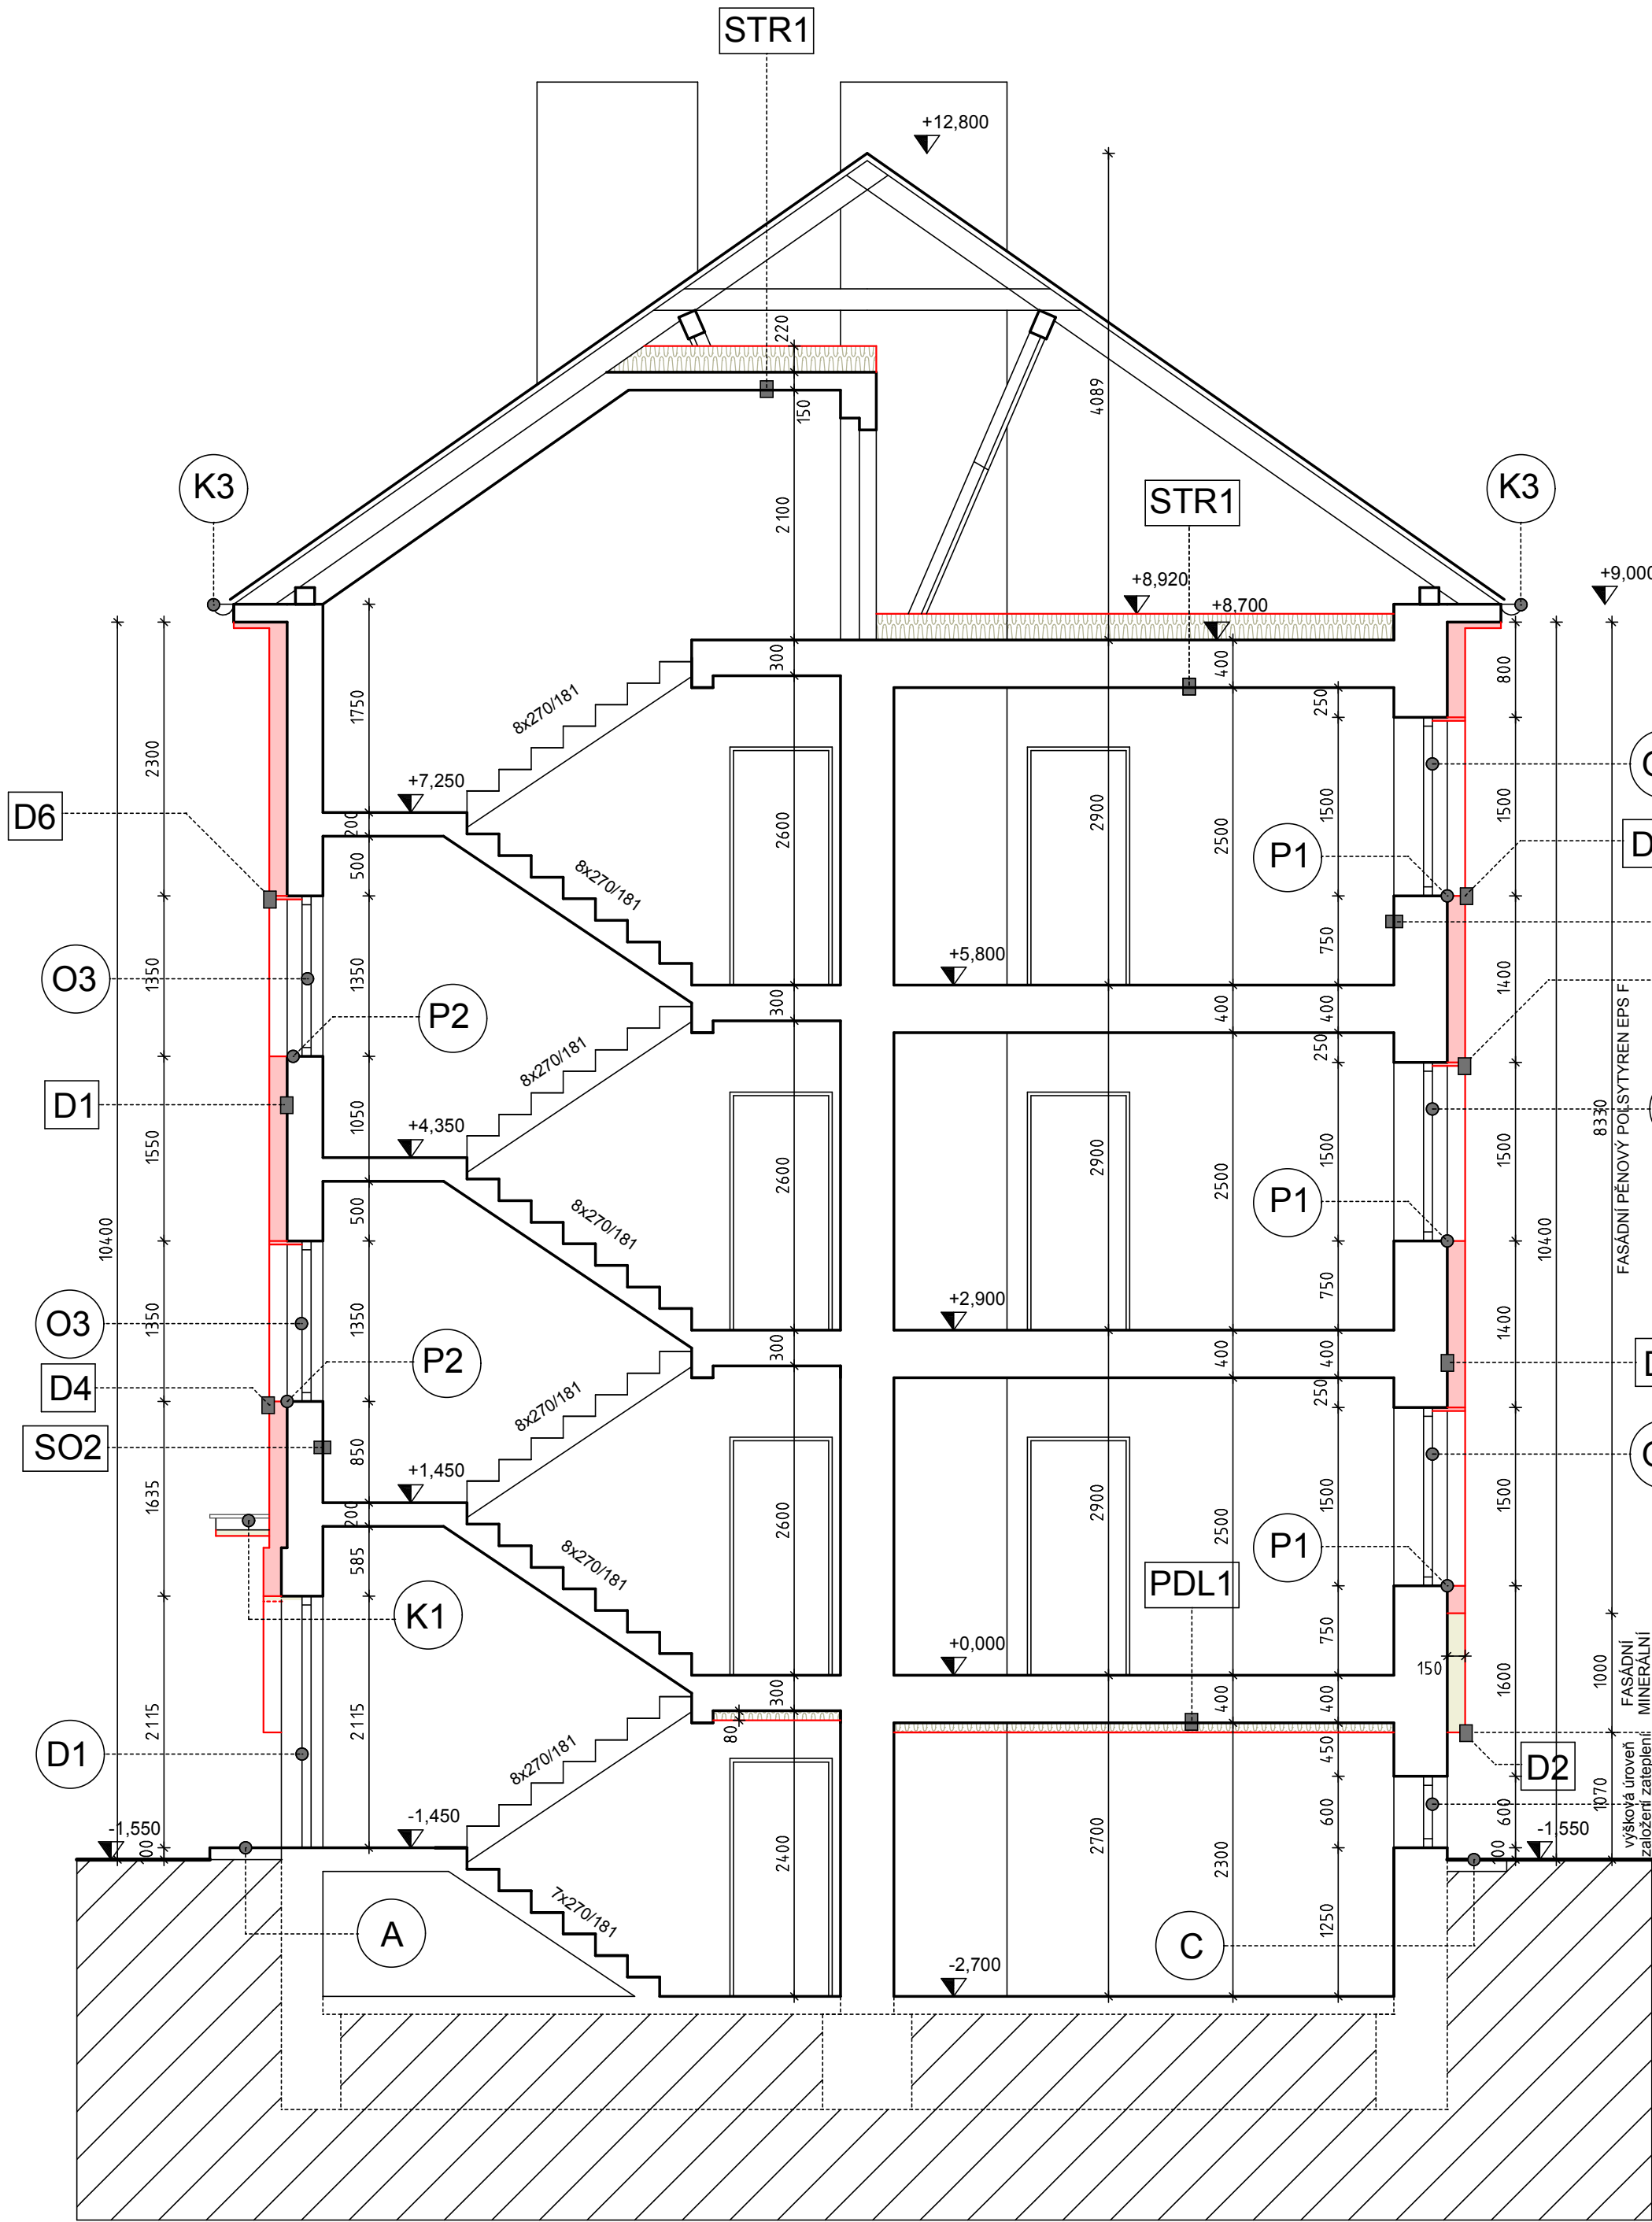 STR1
+12,800
220
4089
150
K3
2100
STR1
K3
+8,920
+9,000
+8,700
300
400
800
8x270/181
250
1750
2300
+7,250
D6
200
2600
2900
2500
1500
1500
P1
500
8x270/181
750
+5,800
O3
1350
1350
P2
300
400
400
1400
250
8x270/181
D1
1050
1550
+4,350
2600
2900
2500
1500
1500
8330
FASÁDNÍ PĚNOVÝ POLSYTYREN EPS F
P1
500
8x270/181
10400
10400
750
+2,900
O3
1350
1350
P2
300
400
400
1400
250
D4
8x270/181
SO2
850
1635
+1,450
200
2600
2900
2500
1500
1500
P1
585
8x270/181
PDL1
K1
750
+0,000
150
1600
1000
FASÁDNÍ
MINERÁLNÍ
300
400
400
2115
2115
80
450
D1
8x270/181
D2
600
600
1070
výšková úroveň
založení zateplení
-1,550
-1,450
-1,550
2400
2700
2300
A
7x270/181
C
1250
-2,700